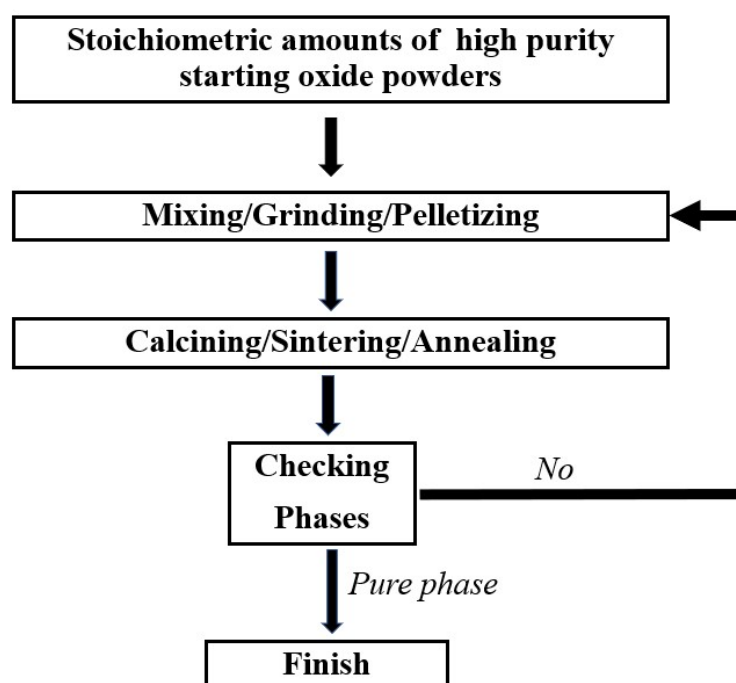 Stoichiometric amounts of high purity
starting oxide powders
Mixing/Grinding/Pelletizing
Calcining/Sintering/Annealing
Checking
Phases
No
Pure phase
Finish